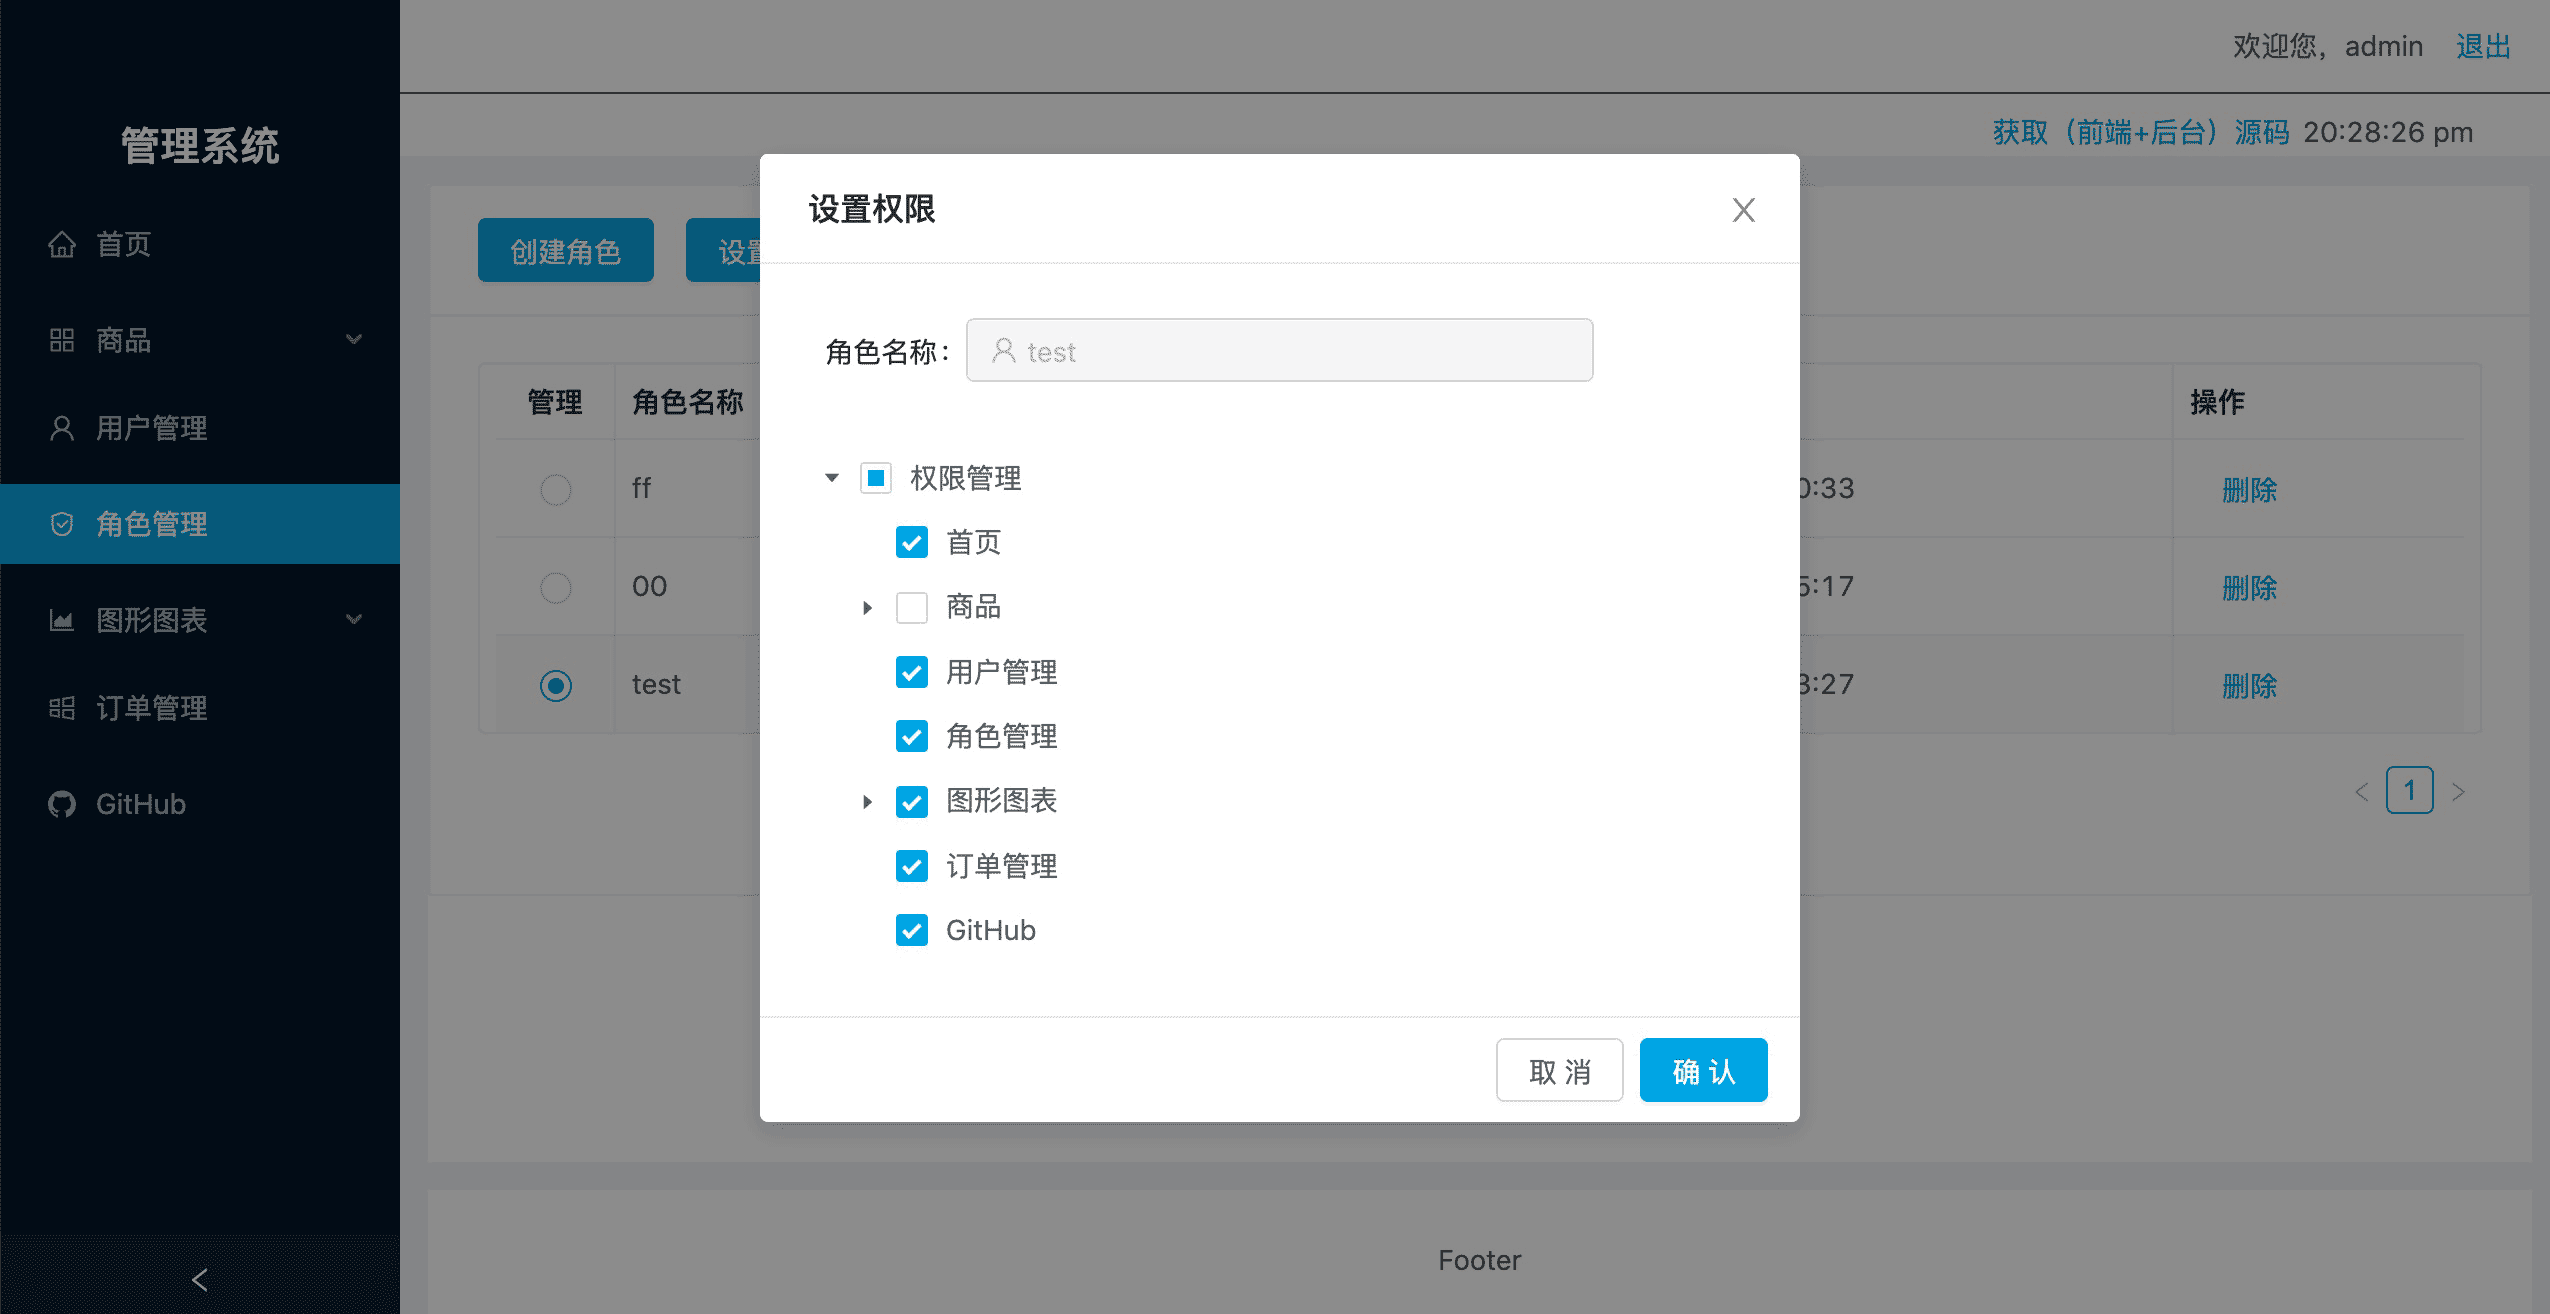 欢迎您，admin 退出
管理系统
获取（前端+后台）源码 20:28:26 pm
首页
商品
用户管理
角色管理
图形图表
订单管理
GitHub
创建角色 设置
管理 角色名称 操作
ff 0:33 删除
00 5:17 删除
test 3:27 删除
1
设置权限
角色名称： test
权限管理
首页
商品
用户管理
角色管理
图形图表
订单管理
GitHub
取 消 确 认
Footer